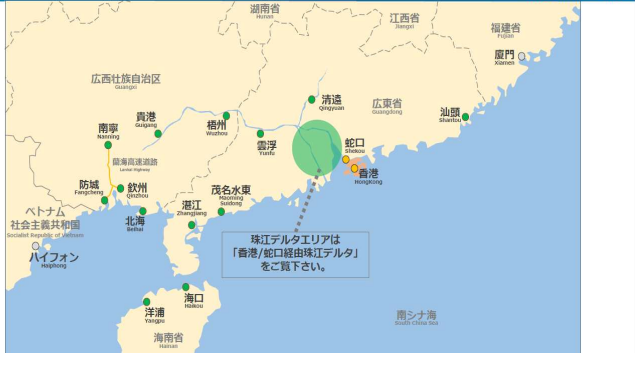 湖南省
Hunan
江西省
Jiangxi
福建省
Fujian
廈門
Xiamen
広西壮族自治区
Guangxi
清遠
Qingyuan
広東省
Guangdong
汕頭
Shantou
貴港
Guigang
梧州
Wuzhou
南寧
Nanning
雲浮
Yunfu
蛇口
Shekou
香港
HongKong
蘭海高速道路
Lanhai Highway
防城
Fangcheng
欽州
Qinzhou
湛江
Zhangjiang
茂名水東
Maoming
Suidong
北海
Beihai
ベトナム
社会主義共和国
Socialist Republic of Vietnam
ハイフォン
Haiphong
珠江デルタエリアは
「香港/蛇口経由珠江デルタ」
をご覧下さい。
海口
Haikou
洋浦
Yangpu
海南省
Hainan
南シナ海
South China Sea